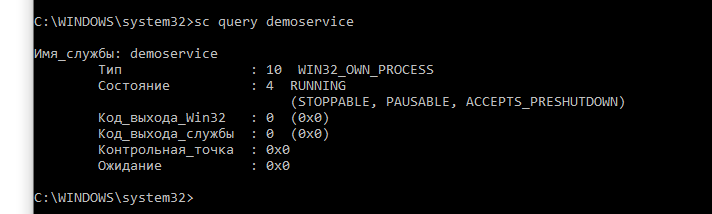 C:\WINDOWS\system32>sc query demoservice
Имя_службы: demoservice
Тип : 10 WIN32_OWN_PROCESS
Состояние : 4 RUNNING
(STOPPABLE, PAUSABLE, ACCEPTS_PRESHUTDOWN)
Код_выхода_Win32 : 0 (0x0)
Код_выхода_службы : 0 (0x0)
Контрольная_точка : 0x0
Ожидание : 0x0
C:\WINDOWS\system32>